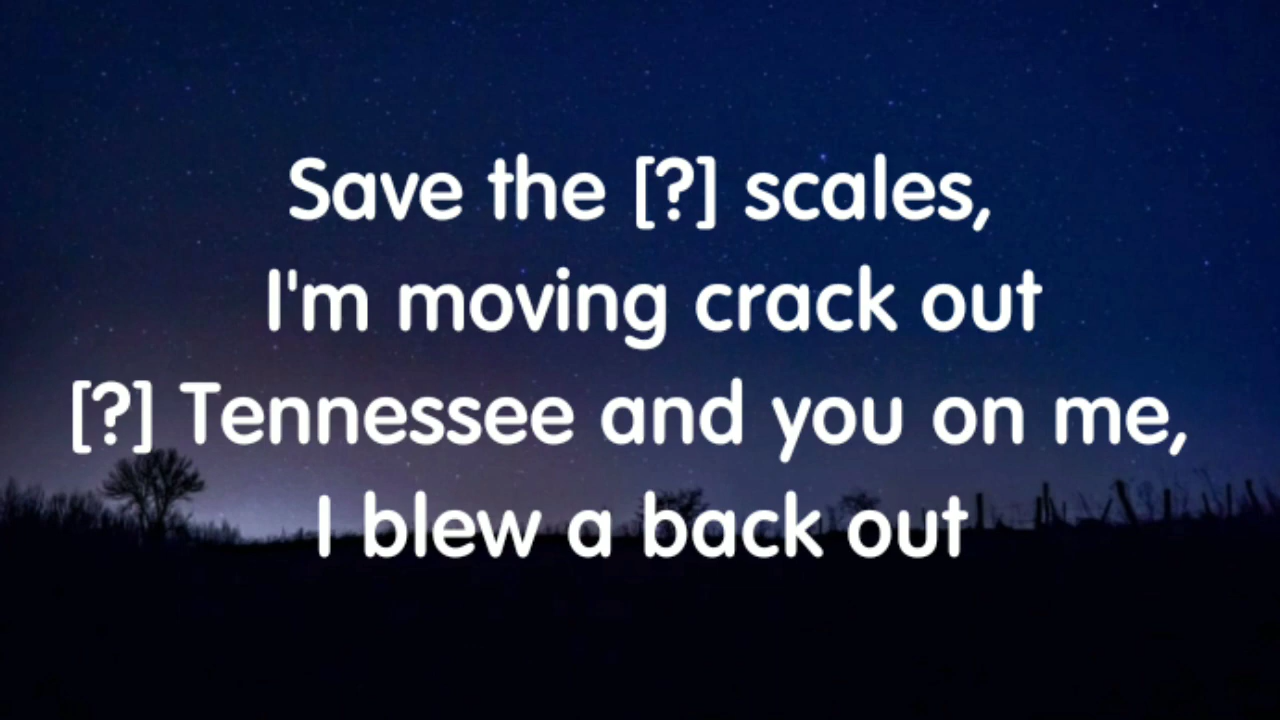 Save the [?] scales,
I'm moving crack out
[?] Tennessee and you on me,
I blew a back out